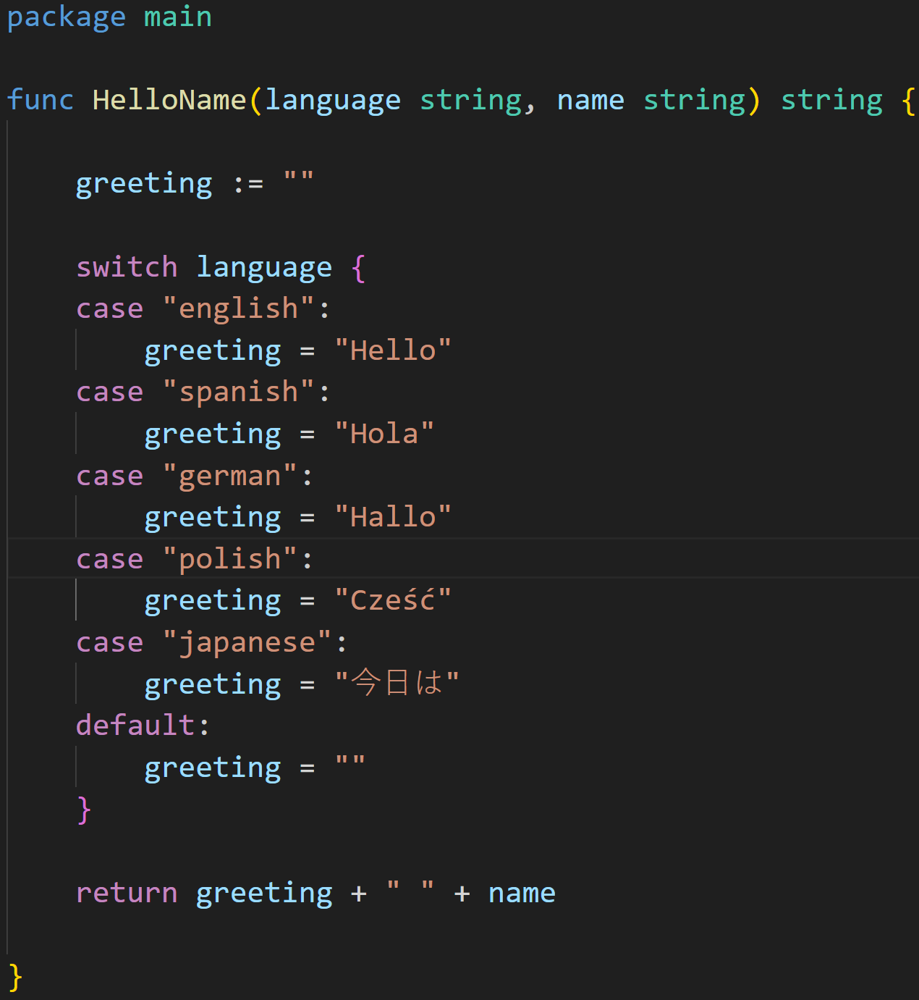 package main
func HelloName(language string, name string) string {
greeting := ""
switch language {
case "english":
greeting = "Hello"
case "spanish":
greeting = "Hola"
case "german":
greeting = "Hallo"
case "polish":
greeting = "Cześć"
case "japanese":
greeting = "今日は"
default:
greeting = ""
}
return greeting + " " + name
}